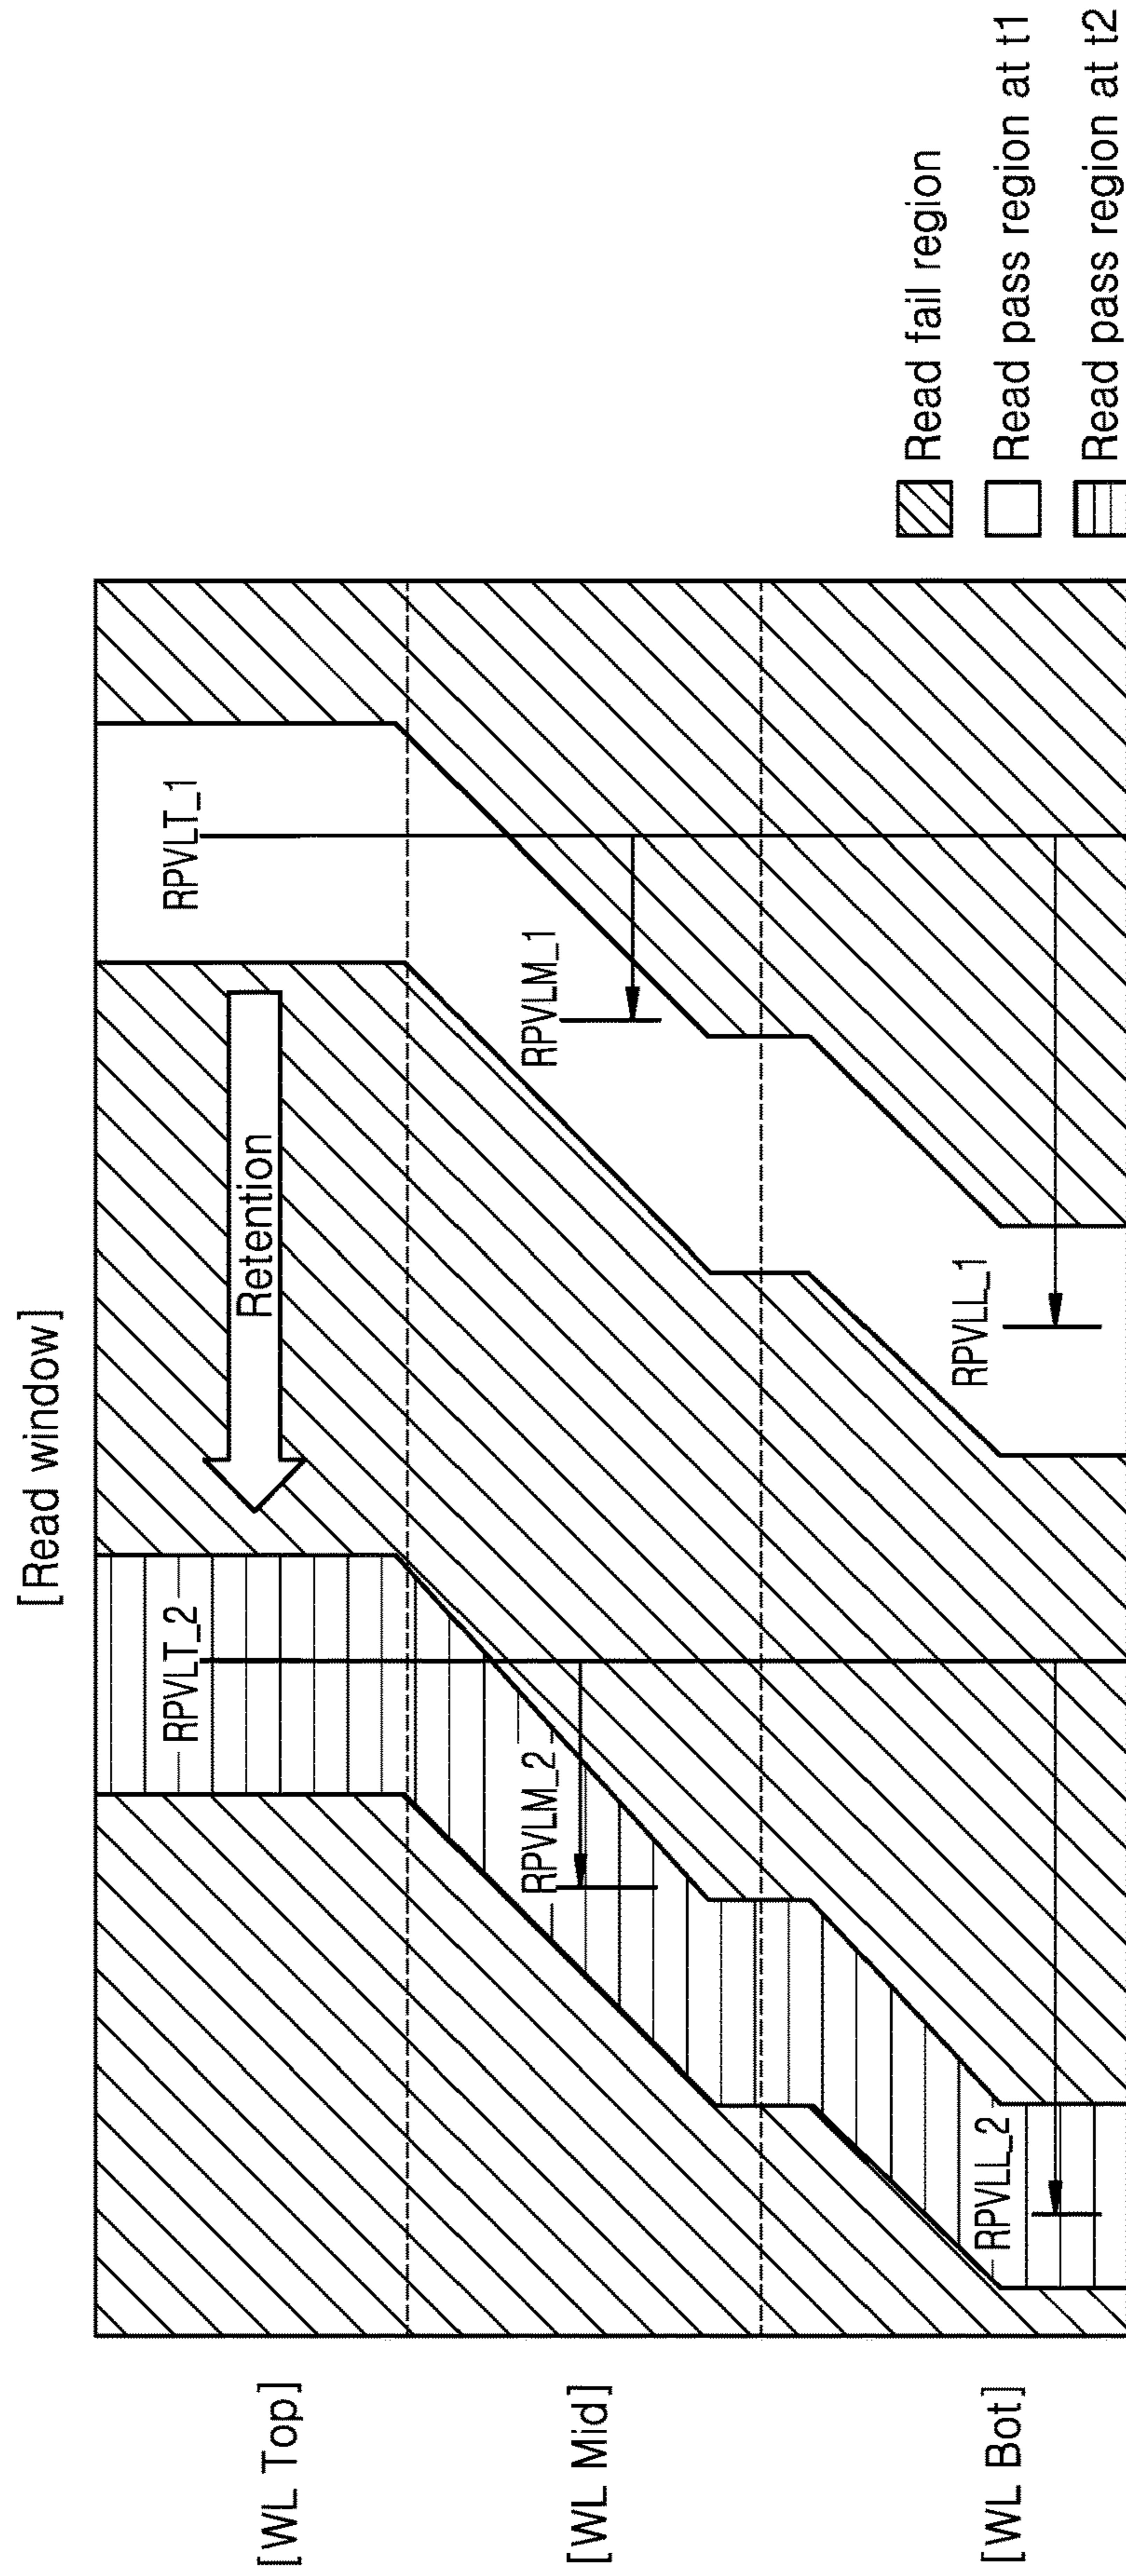 [Read window]
[WL Top]
RPVLT_2
RPVLT_1
Retention
[WL Mid]
RPVLM_2
RPVLM_1
[WL Bot]
RPVLL_2
RPVLL_1
Read fail region
Read pass region at t1
Read pass region at t2